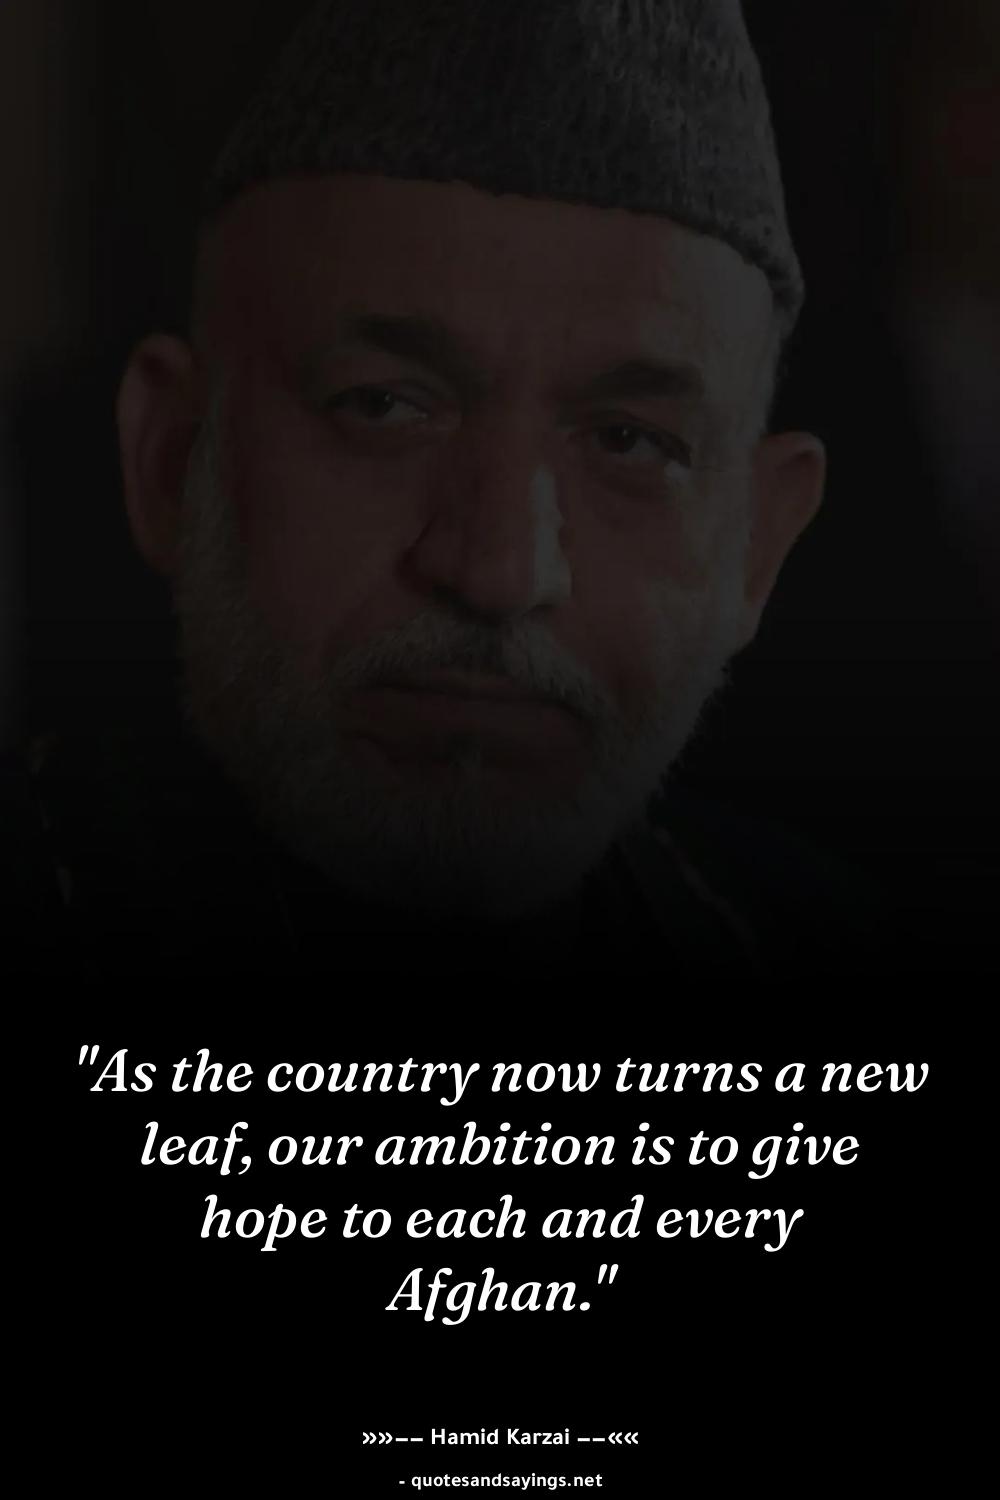 "As the country now turns a new
leaf, our ambition is to give
hope to each and every
Afghan."
»»−− Hamid Karzai −−««
- quotesandsayings.net